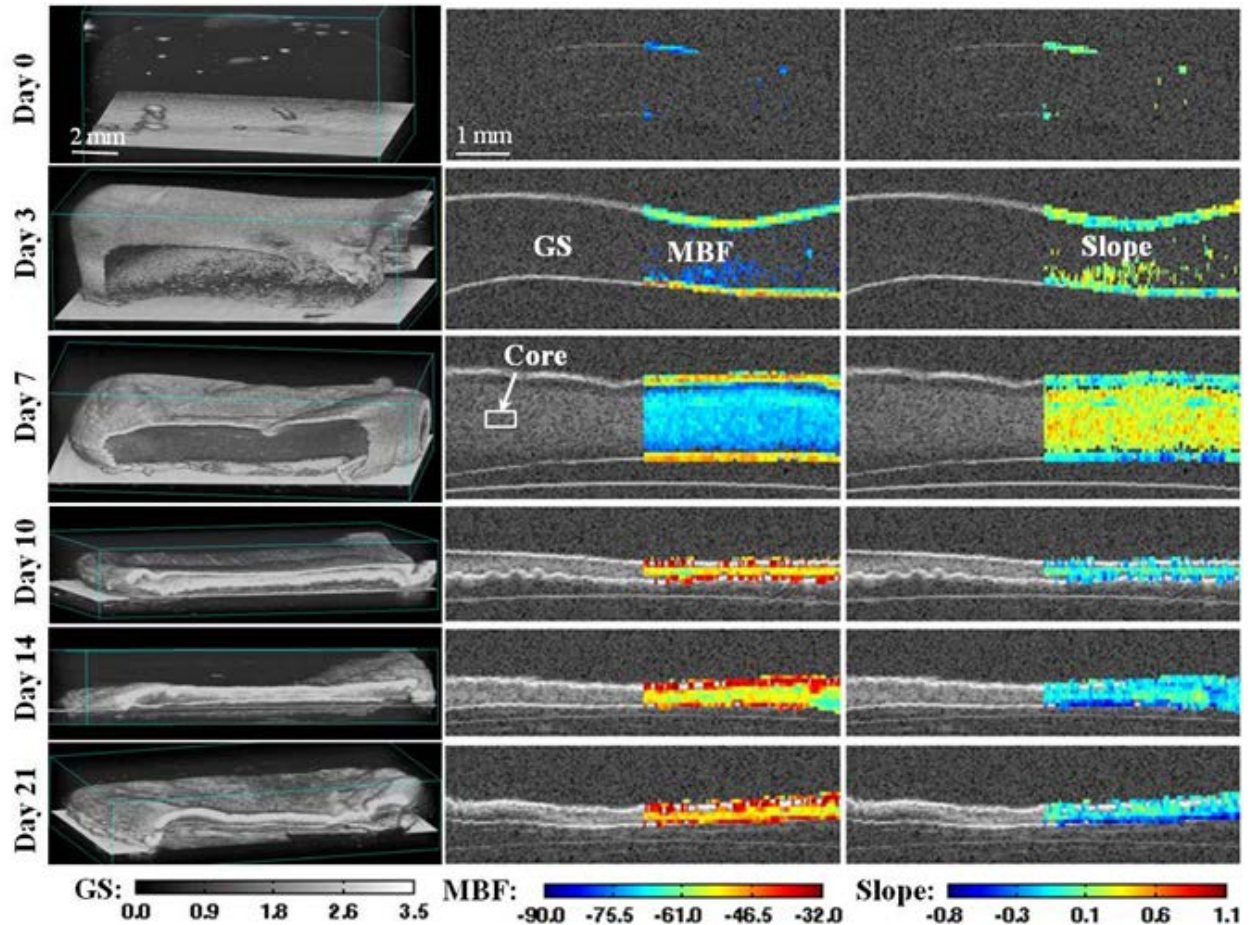 Day 0
2 mm
1 mm
Day 3
GS
MBF
Slope
Day 7
Core
Day 10
Day 14
Day 21
GS:
0.0 0.9 1.8 2.6 3.5
MBF:
-90.0 -75.5 -61.0 -46.5 -32.0
Slope:
-0.8 -0.3 0.1 0.6 1.1